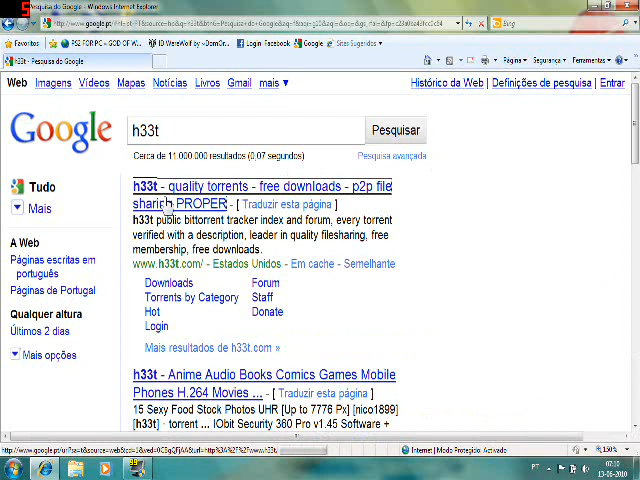 Pesquisa do Google - Windows Internet Explorer
Favoritos
PS2 FOR PC » GOD OF W...
ID WereWolf by ~DemOnr...
Login Facebook
Google
Sites Sugeridos
Bing
h33t - Pesquisa do Google
Página
Segurança
Ferramentas
Web Imagens Vídeos Mapas Notícias Livros Gmail mais ▼
Histórico da Web | Definições de pesquisa | Entrar
Google
h33t
Pesquisar
Cerca de 11.000.000 resultados (0,07 segundos)
Pesquisa avançada
Tudo
Mais
A Web
Páginas escritas em
português
Páginas de Portugal
Qualquer altura
Últimos 2 dias
Mais opções
h33t - quality torrents - free downloads - p2p file
sharing PROPER - [ Traduzir esta página ]
h33t public bittorrent tracker index and forum, every torrent
verified with a description, leader in quality filesharing, free
membership, free downloads.
www.h33t.com/ - Estados Unidos - Em cache - Semelhante
Downloads Forum
Torrents by Category Staff
Hot Donate
Login
Mais resultados de h33t.com »
h33t - Anime Audio Books Comics Games Mobile
Phones H.264 Movies ... - [ Traduzir esta página ]
15 Sexy Food Stock Photos UHR [Up to 7776 Px] [nico1899]
[h33t] · torrent ... IObit Security 360 Pro v1.45 Software +
Internet | Modo Protegido: Activado
150%
PT
07:10
13-06-2010